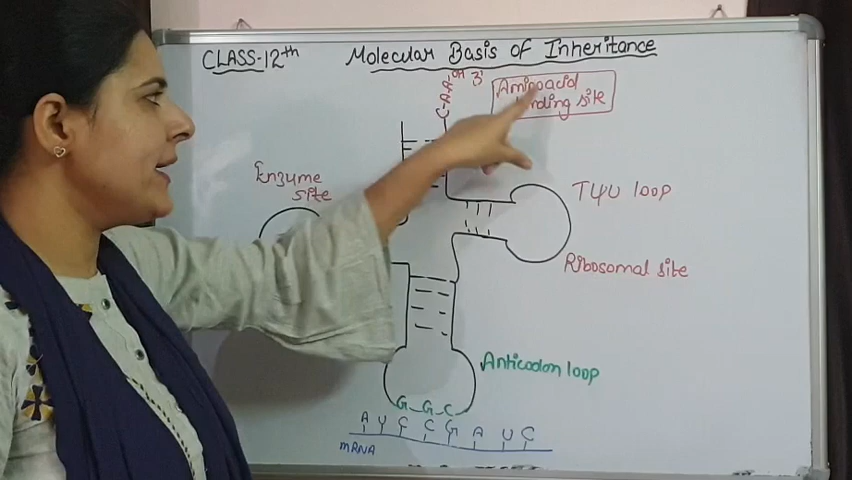 CLASS-12th
Molecular Basis of Inheritance
OH 3'
C A A
Aminoacid
site
Enzyme
site
TψU loop
Ribosomal site
Anticodon loop
G G C
A U C C G A U C
mRNA